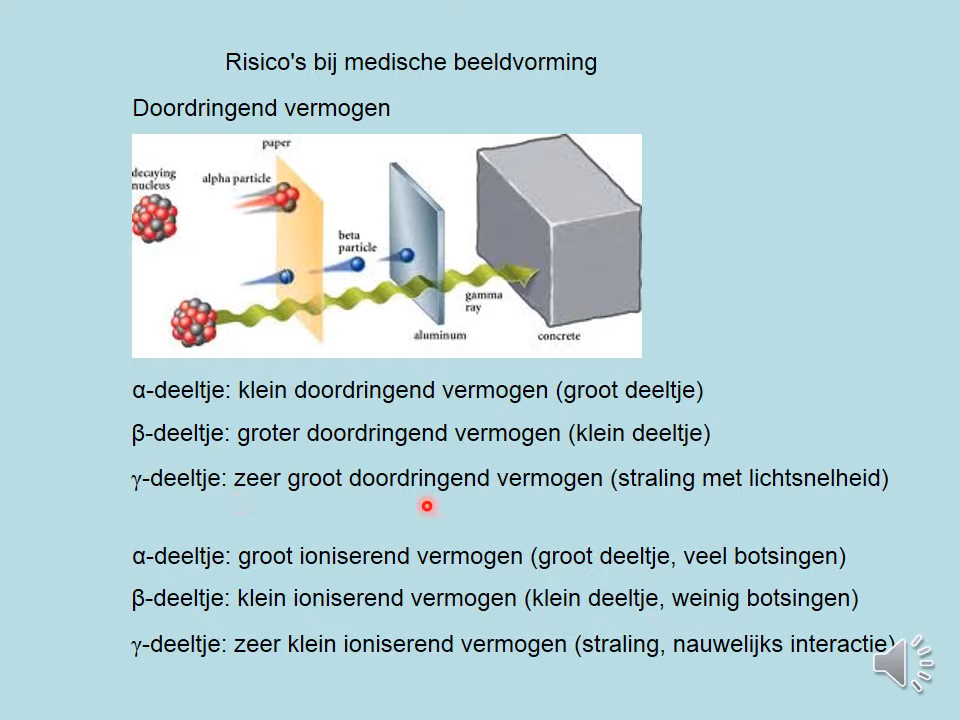 Risico's bij medische beeldvorming
Doordringend vermogen
paper
decaying
nucleus
alpha particle
beta
particle
gamma
ray
aluminum
concrete
α-deeltje: klein doordringend vermogen (groot deeltje)
β-deeltje: groter doordringend vermogen (klein deeltje)
γ-deeltje: zeer groot doordringend vermogen (straling met lichtsnelheid)
α-deeltje: groot ioniserend vermogen (groot deeltje, veel botsingen)
β-deeltje: klein ioniserend vermogen (klein deeltje, weinig botsingen)
γ-deeltje: zeer klein ioniserend vermogen (straling, nauwelijks interactie)